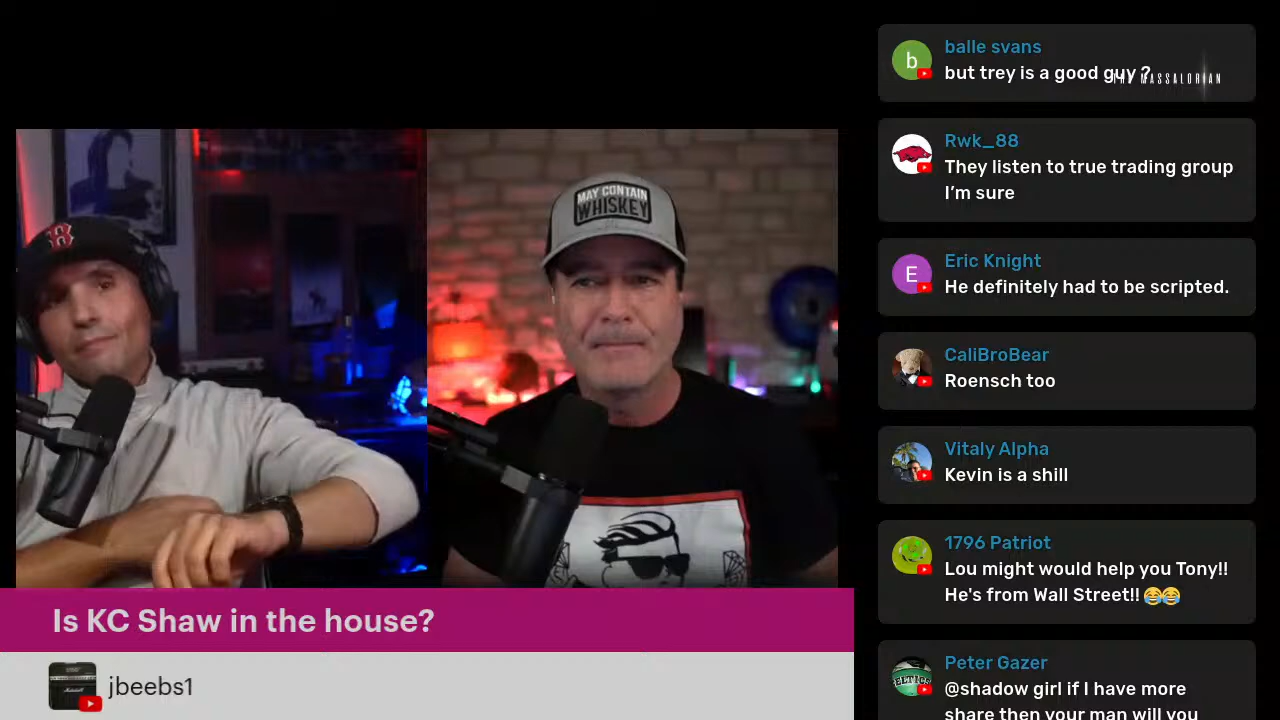 balle svans
but trey is a good guy ?
THE MASSALORIAN
Rwk_88
They listen to true trading group
I’m sure
Eric Knight
He definitely had to be scripted.
CaliBroBear
Roensch too
Vitaly Alpha
Kevin is a shill
1796 Patriot
Lou might would help you Tony!!
He's from Wall Street!! 😂😂
Peter Gazer
@shadow girl if I have more
share then your man will you
B
MAY CONTAIN
WHISKEY
Is KC Shaw in the house?
jbeebs1